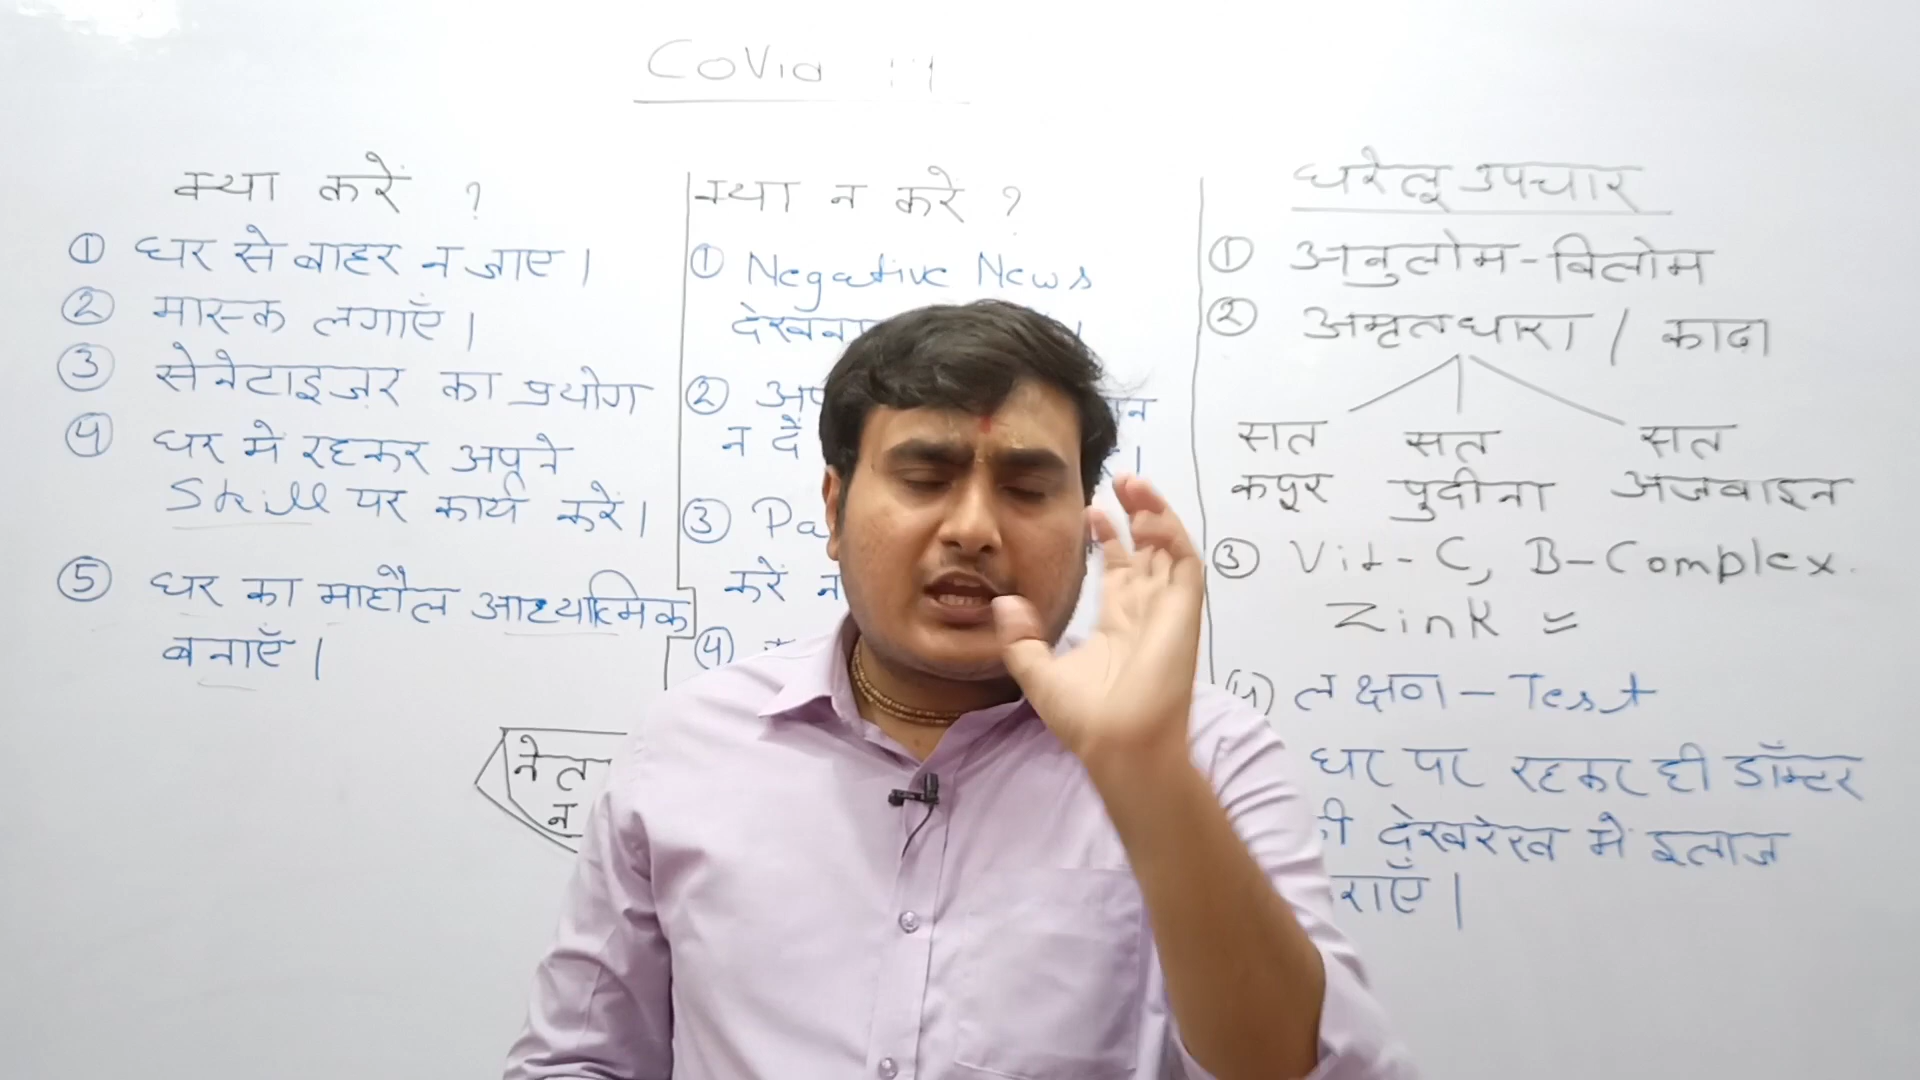 CoVid
क्या करें ?
① घर से बाहर न जाए।
② मास्क लगाएँ।
③ सेनेटाइजर का प्रयोग
④ घर मे रहकर अपने
Skill पर कार्य करें।
⑤ घर का माहौल आध्यात्मिक
बनाएँ।
क्या न करें ?
① Negative News
②
न दें
③
करें न
④
घरेलू उपचार
① अनुलोम-विलोम
② अमृतधारा / काढा
सत सत सत
कपूर पुदीना अजवाइन
③ Vit-C, B-Complex.
Zink =
लक्षण - Test
घर पर रहकर ही डॉक्टर
की देखरेख मे इलाज